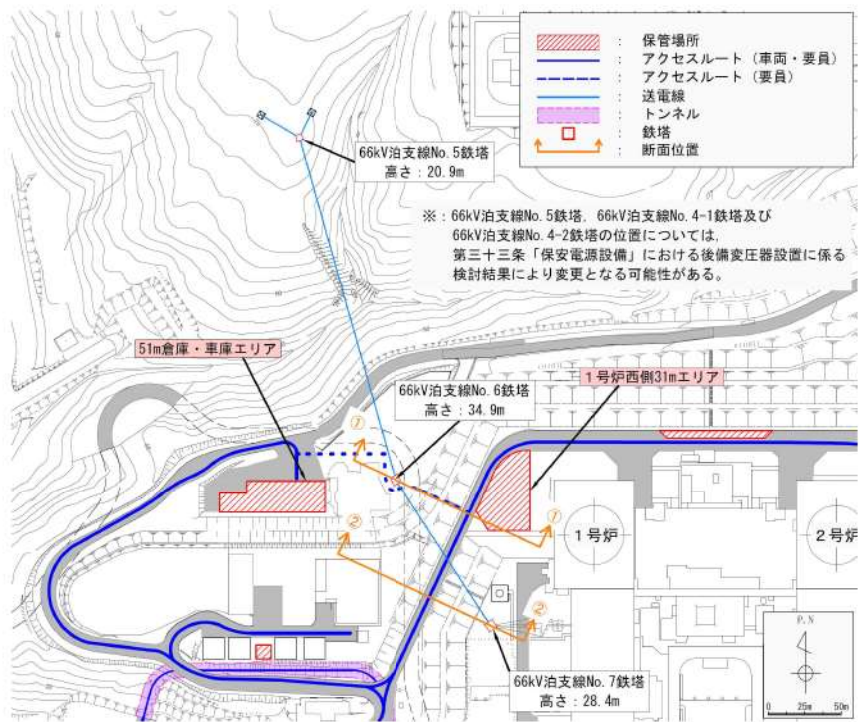 ： 保管場所
： アクセスルート（車両・要員）
： アクセスルート（要員）
： 送電線
： トンネル
： 鉄塔
： 断面位置
66kV泊支線No.5鉄塔
高さ：20.9m
※：66kV泊支線No.5鉄塔，66kV泊支線No.4-1鉄塔及び
66kV泊支線No.4-2鉄塔の位置については，
第三十三条「保安電源設備」における後備変圧器設置に係る
検討結果により変更となる可能性がある。
51m倉庫・車庫エリア
66kV泊支線No.6鉄塔
高さ：34.9m
１号炉西側31mエリア
①
①
②
②
１号炉
２号炉
P.N
0 25m 50m
66kV泊支線No.7鉄塔
高さ：28.4m